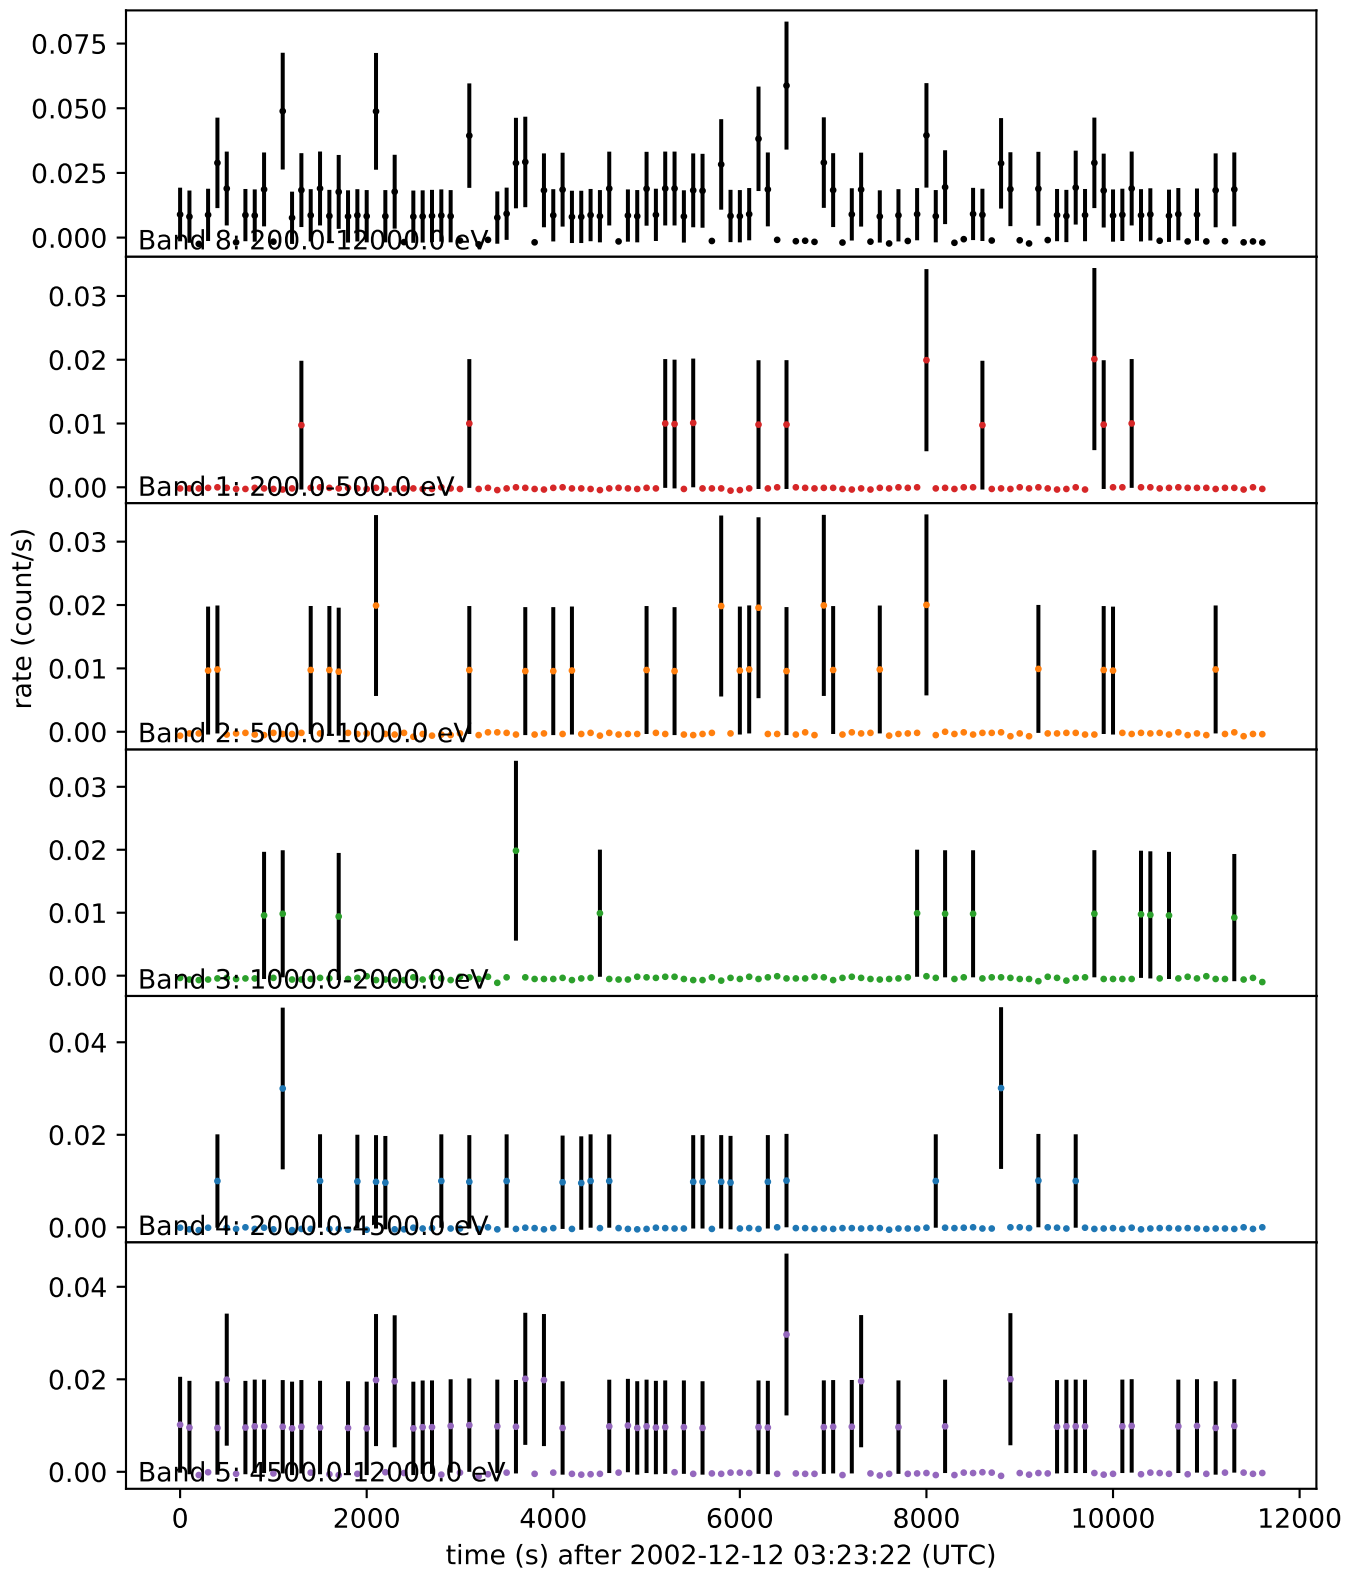 0.075
0.050
0.025
0.000
Band 8: 200.0-12000.0 eV
0.03
0.02
0.01
0.00
Band 1: 200.0-500.0 eV
0.03
0.02
0.01
0.00
Band 2: 500.0-1000.0 eV
rate (count/s)
0.03
0.02
0.01
0.00
Band 3: 1000.0-2000.0 eV
0.04
0.02
0.00
Band 4: 2000.0-4500.0 eV
0.04
0.02
0.00
Band 5: 4500.0-12000.0 eV
0 2000 4000 6000 8000 10000 12000
time (s) after 2002-12-12 03:23:22 (UTC)